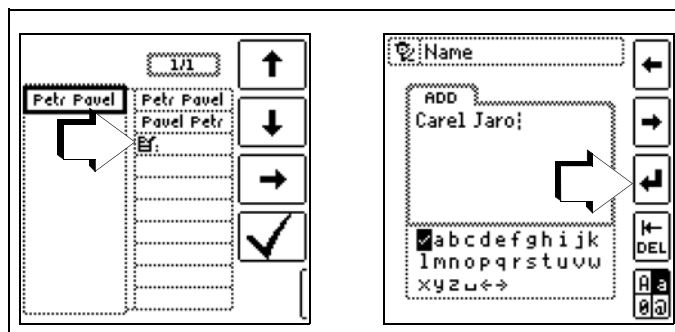 1/1
Petr Pavel
Petr Pavel
Pavel Petr
Name
ADD
Carel Jaro
abcdefghijk
lmnopqrstuvw
xyz␣←→
DEL
A a
0 @